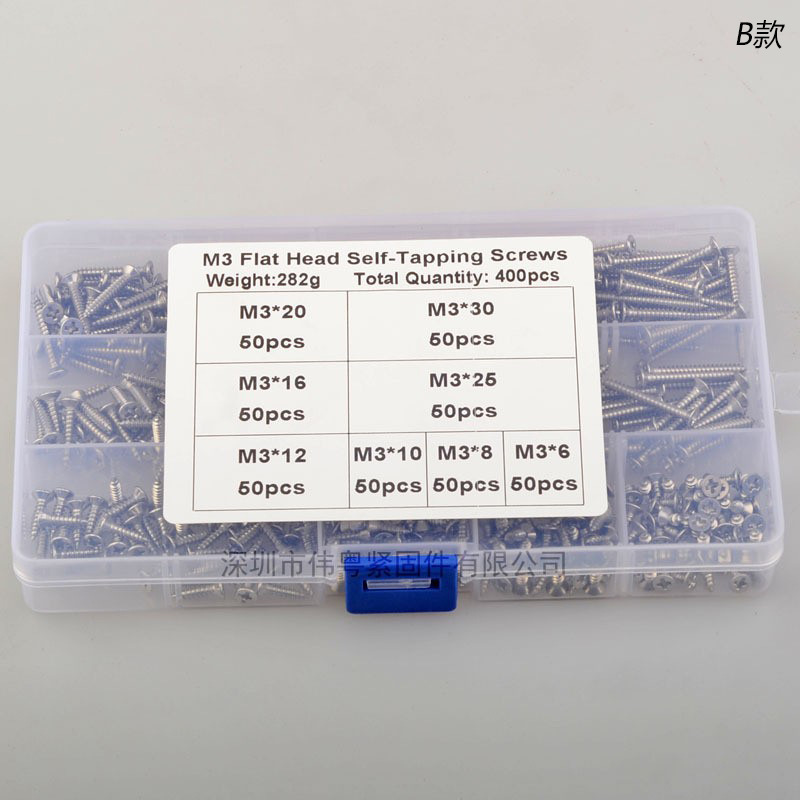 B款
M3 Flat Head Self-Tapping Screws
Weight:282g Total Quantity: 400pcs
M3*20 M3*30
50pcs 50pcs
M3*16 M3*25
50pcs 50pcs
M3*12 M3*10 M3*8 M3*6
50pcs 50pcs 50pcs 50pcs
深圳市伟粤紧固件有限公司